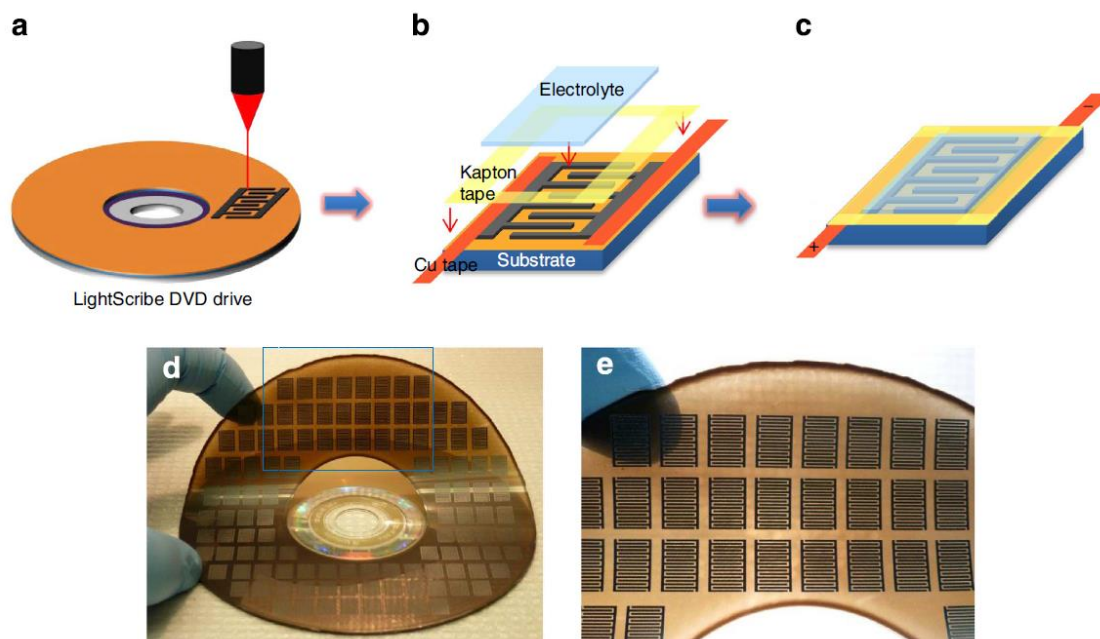 a
b
c
Electrolyte
Kapton
tape
Cu tape
Substrate
LightScribe DVD drive
−
+
d
e